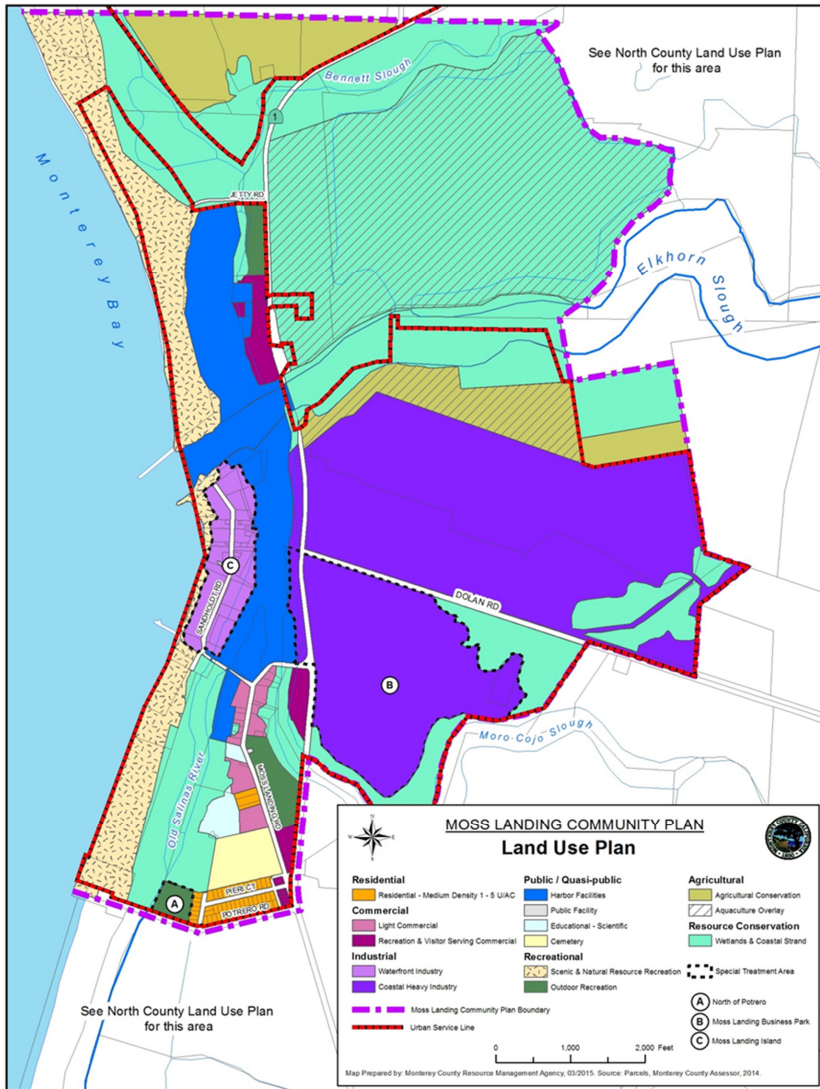 See North County Land Use Plan
for this area
Bennett Slough
1
JETTY RD
Monterey Bay
Elkhorn Slough
C
SANDHOLDT RD
DOLAN RD
B
Moro Cojo Slough
Old Salinas River
MOSS LANDING RD
PIERI CT
POTRERO RD
A
See North County Land Use Plan
for this area
MOSS LANDING COMMUNITY PLAN
Land Use Plan
N
W
E
S
Residential
Residential - Medium Density 1 - 5 U/AC
Commercial
Light Commercial
Recreation & Visitor Serving Commercial
Industrial
Waterfront Industry
Coastal Heavy Industry
Public / Quasi-public
Harbor Facilities
Public Facility
Educational - Scientific
Cemetery
Recreational
Scenic & Natural Resource Recreation
Outdoor Recreation
Agricultural
Agricultural Conservation
Aquaculture Overlay
Resource Conservation
Wetlands & Coastal Strand
Special Treatment Area
A North of Potrero
B Moss Landing Business Park
C Moss Landing Island
Moss Landing Community Plan Boundary
Urban Service Line
0 1,000 2,000 Feet
Map Prepared by: Monterey County Resource Management Agency, 03/2015. Source: Parcels, Monterey County Assessor, 2014.